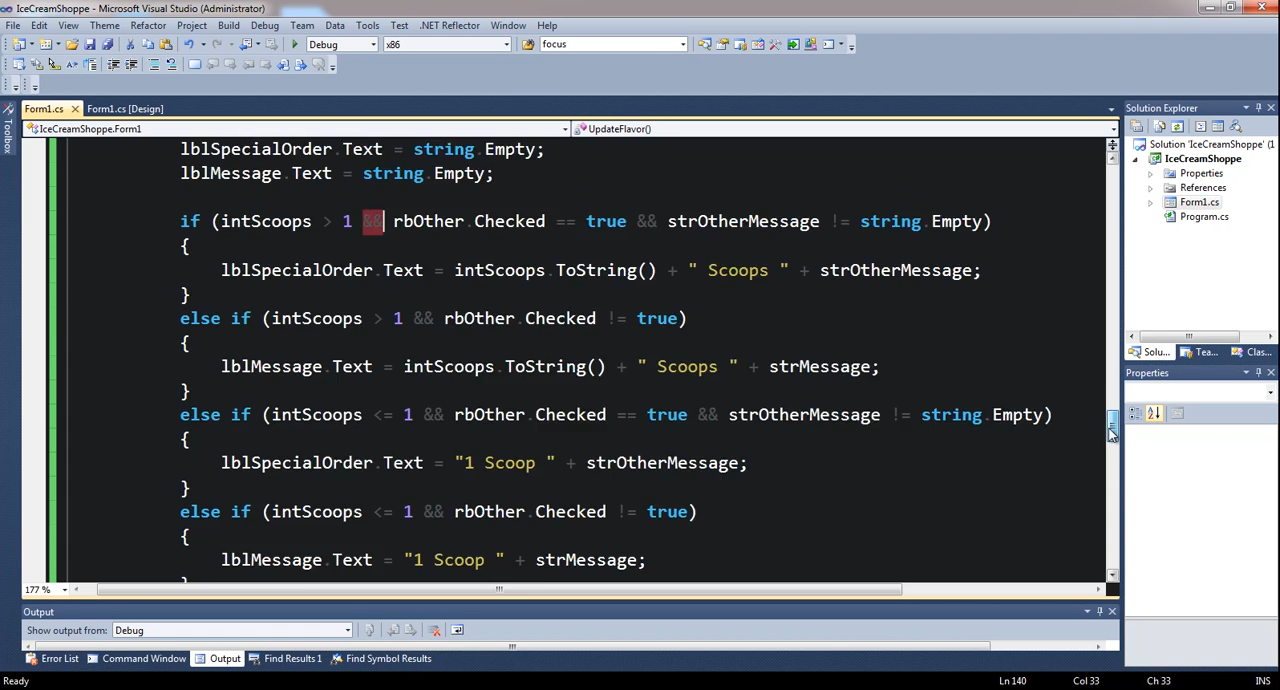 IceCreamShoppe - Microsoft Visual Studio (Administrator)
File Edit View Theme Refactor Project Build Debug Team Data Tools Test .NET Reflector Window Help
Debug x86 focus
Form1.cs Form1.cs [Design]
IceCreamShoppe.Form1 UpdateFlavor()
Toolbox
lblSpecialOrder.Text = string.Empty;
lblMessage.Text = string.Empty;
if (intScoops > 1 && rbOther.Checked == true && strOtherMessage != string.Empty)
{
lblSpecialOrder.Text = intScoops.ToString() + " Scoops " + strOtherMessage;
}
else if (intScoops > 1 && rbOther.Checked != true)
{
lblMessage.Text = intScoops.ToString() + " Scoops " + strMessage;
}
else if (intScoops <= 1 && rbOther.Checked == true && strOtherMessage != string.Empty)
{
lblSpecialOrder.Text = "1 Scoop " + strOtherMessage;
}
else if (intScoops <= 1 && rbOther.Checked != true)
{
lblMessage.Text = "1 Scoop " + strMessage;
}
177 %
Solution Explorer
Solution 'IceCreamShoppe' (1
IceCreamShoppe
Properties
References
Form1.cs
Program.cs
Solu... Tea... Clas...
Properties
Output
Show output from: Debug
Error List Command Window Output Find Results 1 Find Symbol Results
Ready Ln 140 Col 33 Ch 33 INS